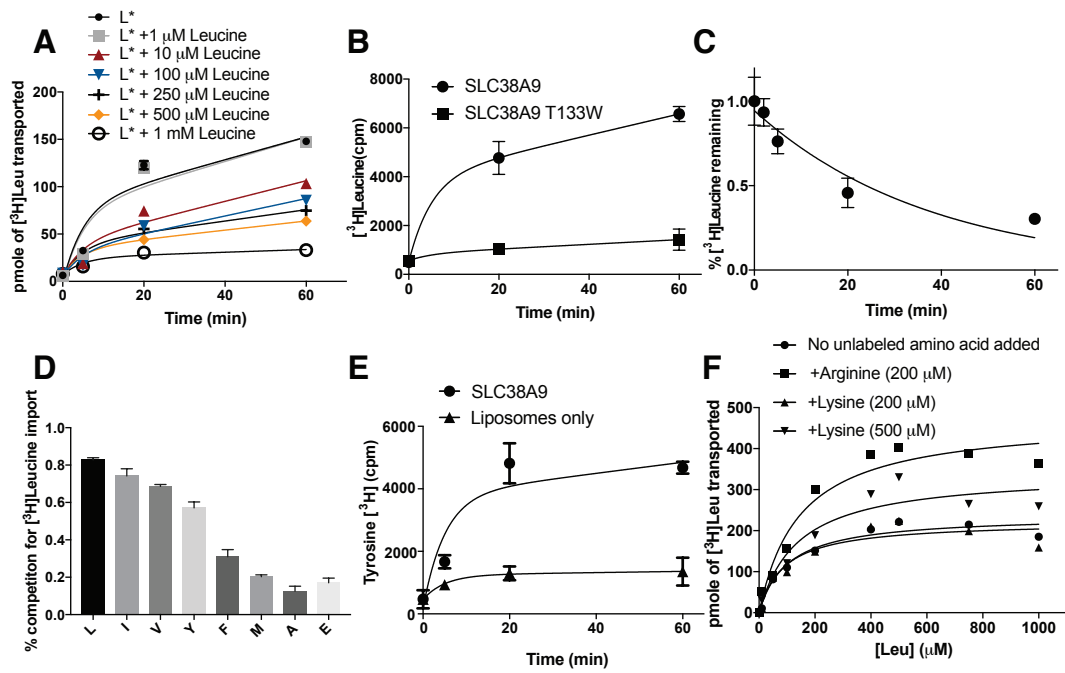 A
L*
L* +1 μM Leucine
L* + 10 μM Leucine
L* + 100 μM Leucine
L* + 250 μM Leucine
L* + 500 μM Leucine
L* + 1 mM Leucine
pmole of [³H]Leu transported
200
150
100
50
0
0
20
40
60
Time (min)
B
SLC38A9
SLC38A9 T133W
[³H]Leucine(cpm)
8000
6000
4000
2000
0
0
20
40
60
Time (min)
C
% [³H]Leucine remaining
1.0
0.5
0.0
0
20
40
60
Time (min)
D
% competiton for [³H]Leucine import
1.0
0.8
0.6
0.4
0.2
0.0
L
I
V
Y
F
M
A
E
E
SLC38A9
Liposomes only
Tyrosine [³H] (cpm)
6000
4000
2000
0
0
20
40
60
Time (min)
F
No unlabeled amino acid added
+Arginine (200 μM)
+Lysine (200 μM)
+Lysine (500 μM)
pmole of [³H]Leu transported
500
400
300
200
100
0
0
200
400
600
800
1000
[Leu] (μM)